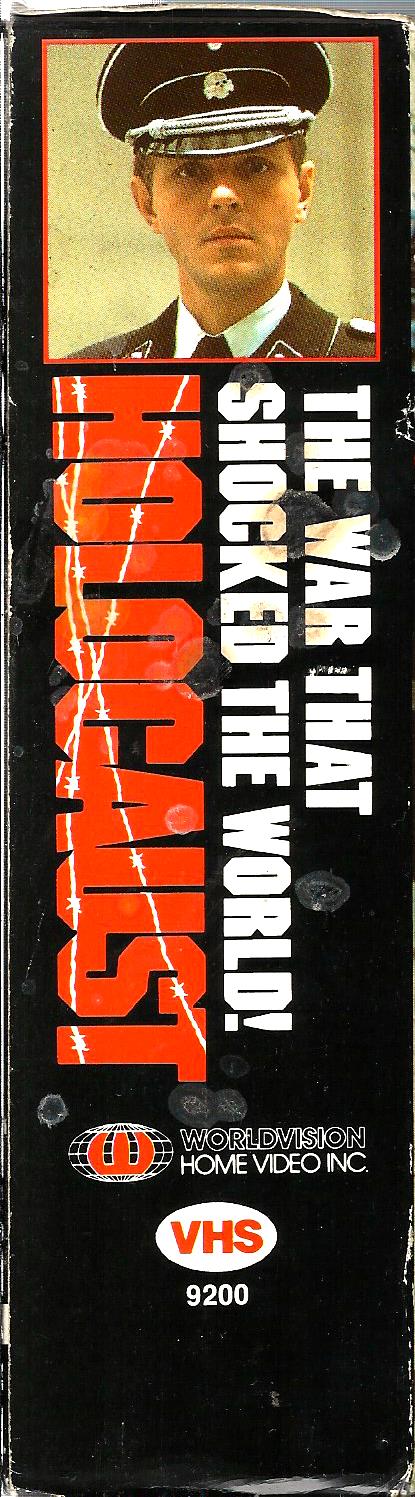 THE WAR THAT
SHOCKED THE WORLD!
HOLOCAUST
WORLDVISION
HOME VIDEO INC.
VHS
9200